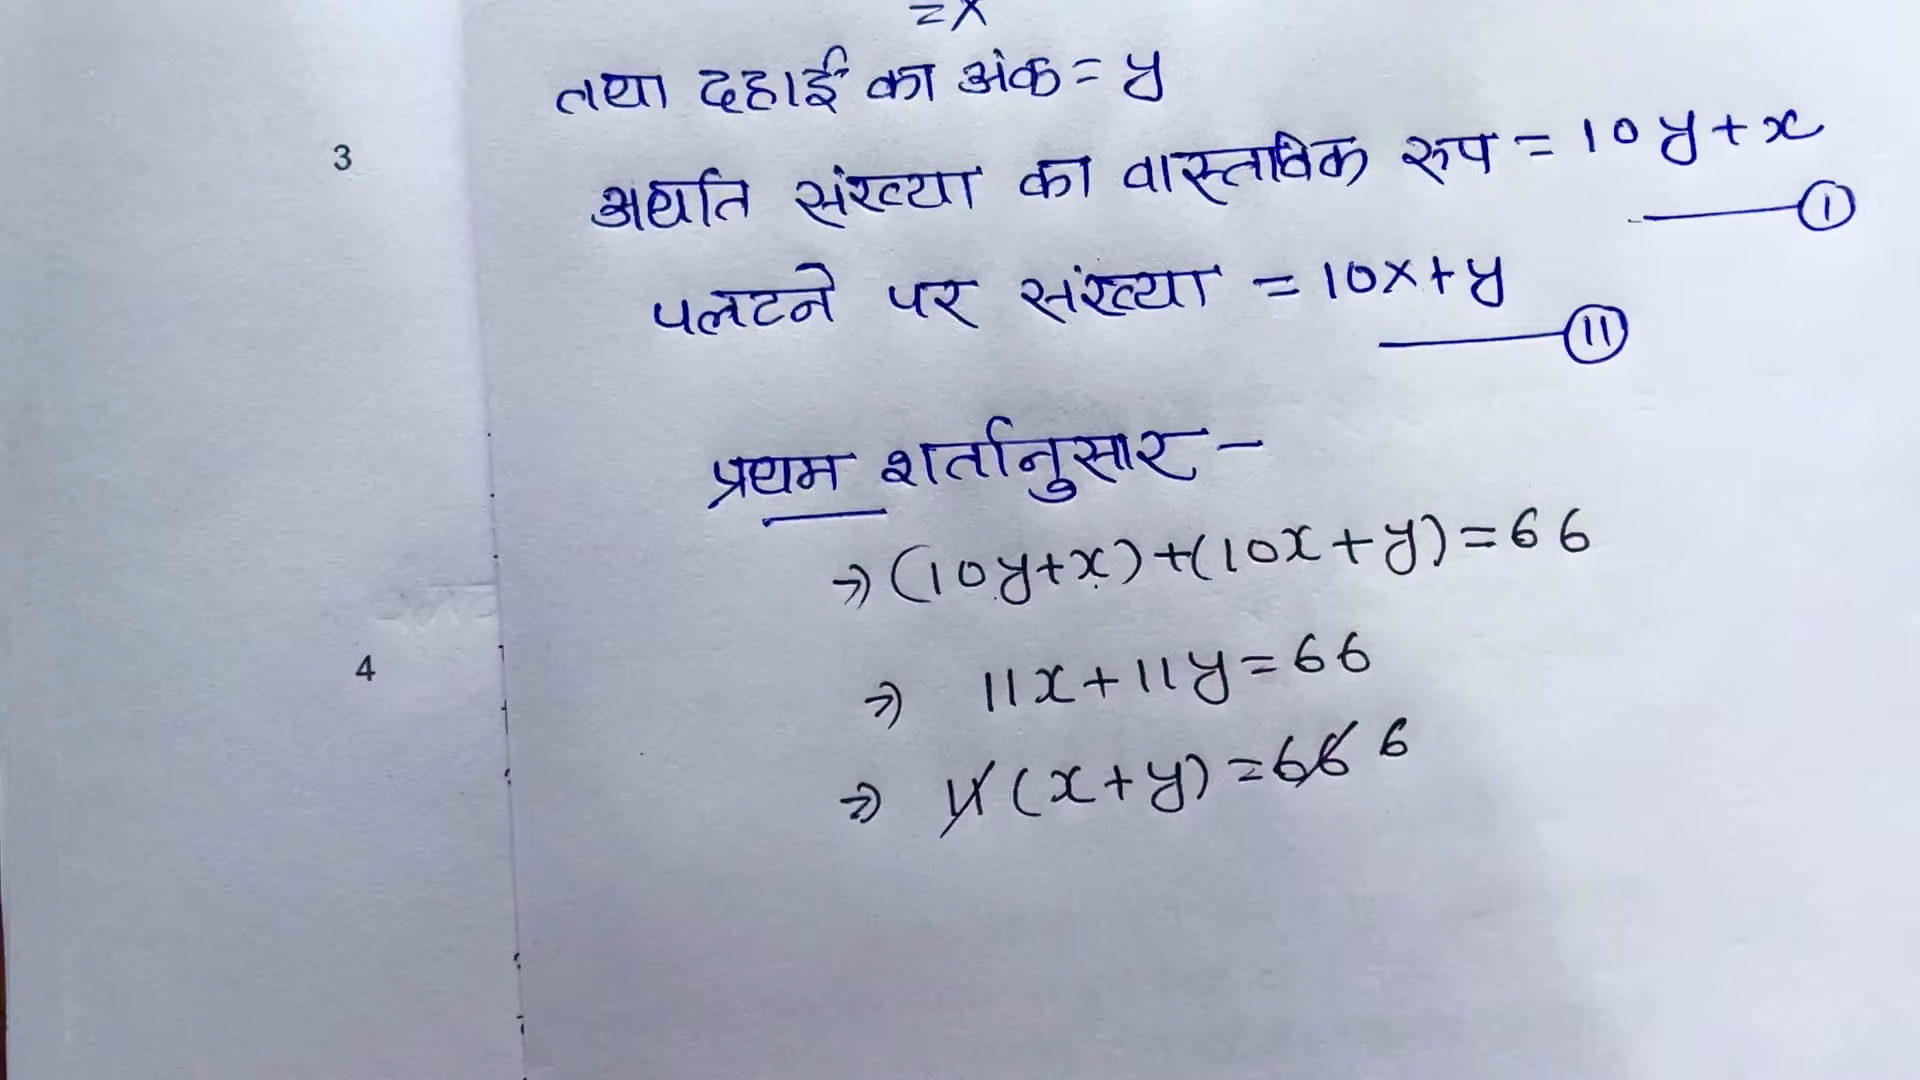 = x
तथा दहाई का अंक = y
3
अर्थात संख्या का वास्तविक रुप = 10y + x
①
पलटने पर संख्या = 10x + y
⑪
प्रथम शर्तानुसार -
⇒ (10y+x) + (10x+y) = 66
4
⇒ 11x + 11y = 66
⇒ 11 (x+y) = 66 6